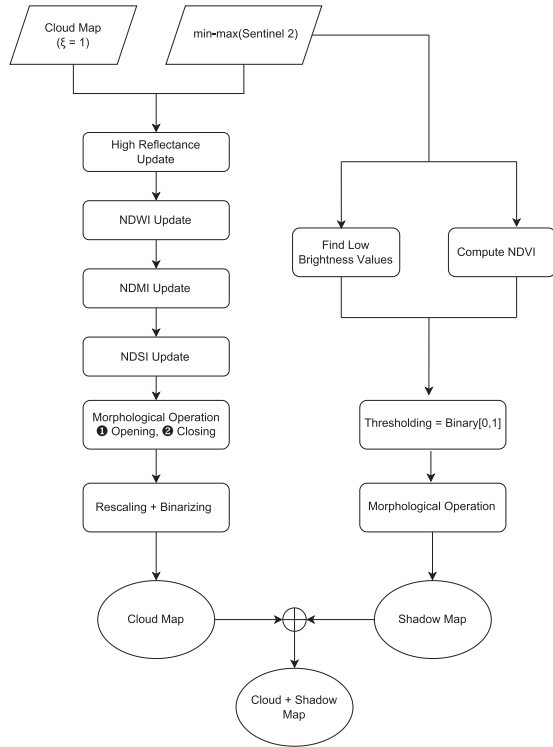 Cloud Map
(ξ = 1)
min-max(Sentinel 2)
High Reflectance
Update
NDWI Update
NDMI Update
NDSI Update
Morphological Operation
❶ Opening, ❷ Closing
Rescaling + Binarizing
Cloud Map
Find Low
Brightness Values
Compute NDVI
Thresholding = Binary[0,1]
Morphological Operation
Shadow Map
Cloud + Shadow
Map